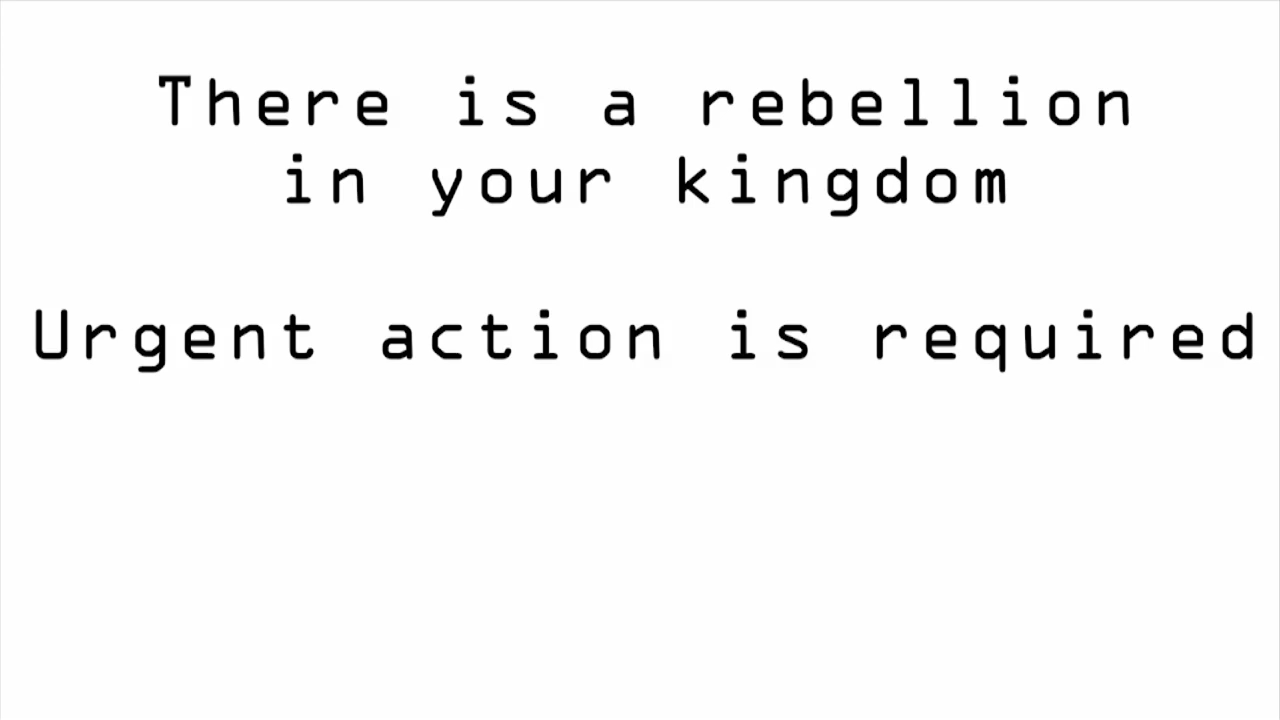 There is a rebellion
in your kingdom
Urgent action is required